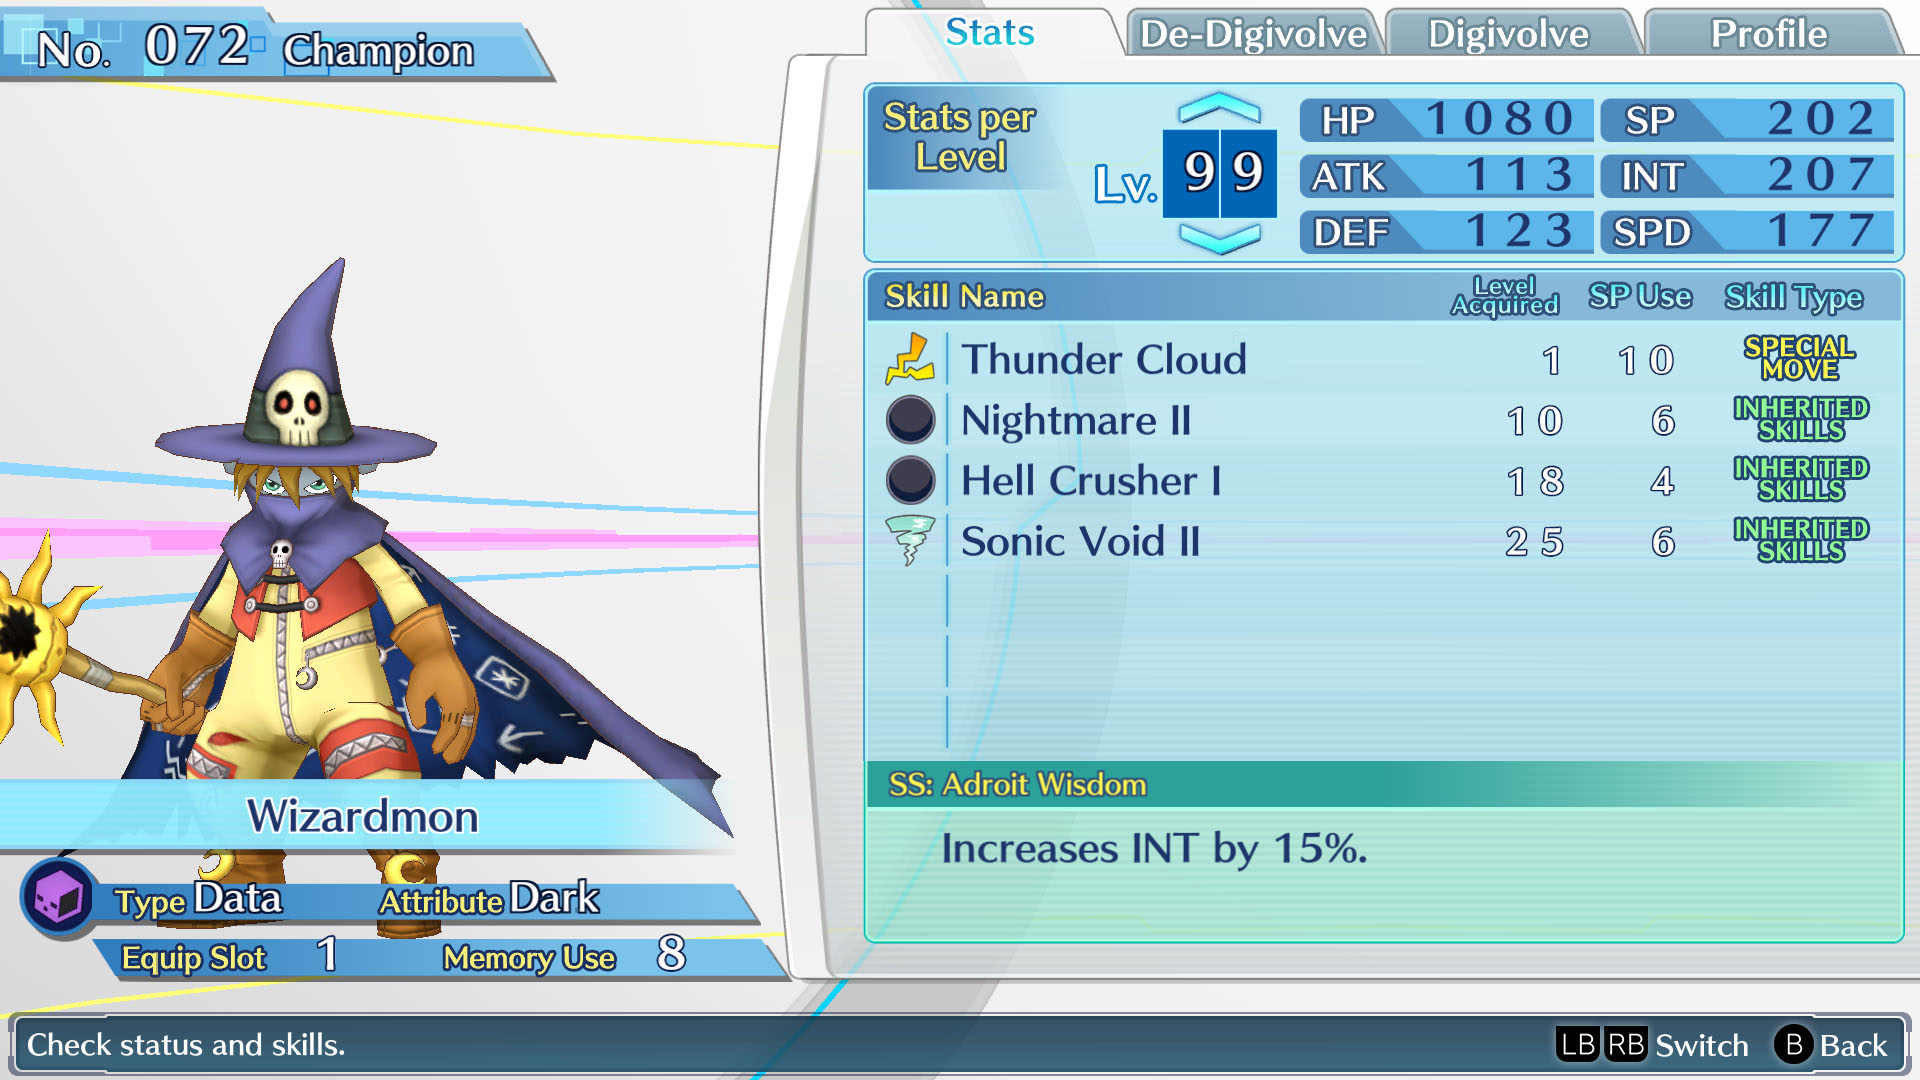 No. 072 Champion
Stats
De-Digivolve
Digivolve
Profile
Stats per
Level
Lv. 99
HP 1080
SP 202
ATK 113
INT 207
DEF 123
SPD 177
Skill Name
Level
Acquired
SP Use
Skill Type
Thunder Cloud 1 10 SPECIAL
MOVE
Nightmare II 10 6 INHERITED
SKILLS
Hell Crusher I 18 4 INHERITED
SKILLS
Sonic Void II 25 6 INHERITED
SKILLS
SS: Adroit Wisdom
Increases INT by 15%.
Wizardmon
Type Data Attribute Dark
Equip Slot 1 Memory Use 8
Check status and skills.
LB RB Switch B Back